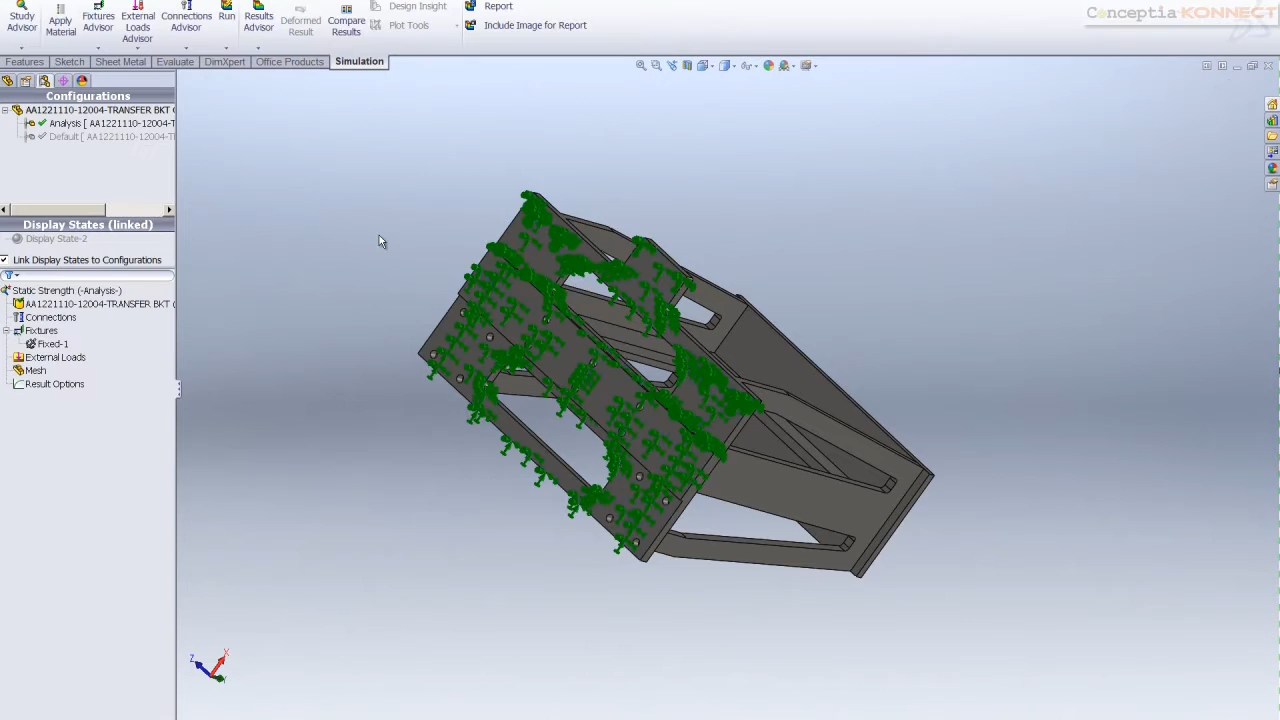 Study Advisor
Apply Material
Fixtures Advisor
External Loads Advisor
Connections Advisor
Run
Results Advisor
Deformed Result
Compare Results
Design Insight
Plot Tools
Report
Include Image for Report
Conceptia KONNECT
Features
Sketch
Sheet Metal
Evaluate
DimXpert
Office Products
Simulation
Configurations
AA1221110-12004-TRANSFER BKT (
Analysis [ AA1221110-12004-T
Default [ AA1221110-12004-T
Display States (linked)
Display State-2
Link Display States to Configurations
Static Strength (-Analysis-)
AA1221110-12004-TRANSFER BKT (
Connections
Fixtures
Fixed-1
External Loads
Mesh
Result Options
Z
X
Y